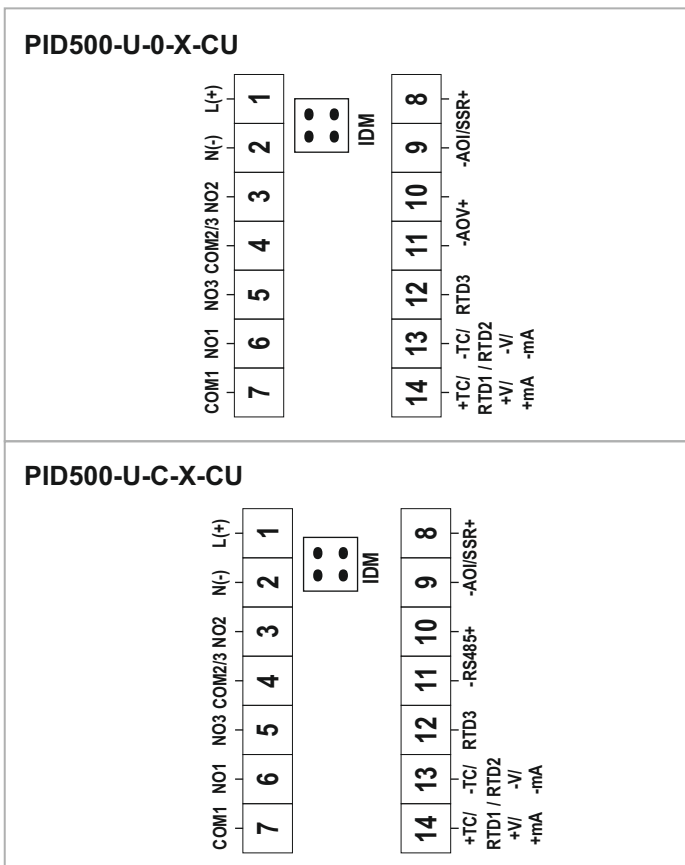 PID500-U-0-X-CU
L(+) 1
N(-) 2
NO2 3
COM2/3 4
NO3 5
NO1 6
COM1 7
IDM
8
9
-AOI/SSR+
10
11
-AOV+
12 RTD3
13 -TC/ RTD2 -V/ -mA
14 +TC/ RTD1 / +V/ +mA
PID500-U-C-X-CU
L(+) 1
N(-) 2
NO2 3
COM2/3 4
NO3 5
NO1 6
COM1 7
IDM
8
9
-AOI/SSR+
10
11
-RS485+
12 RTD3
13 -TC/ RTD2 -V/ -mA
14 +TC/ RTD1 / +V/ +mA